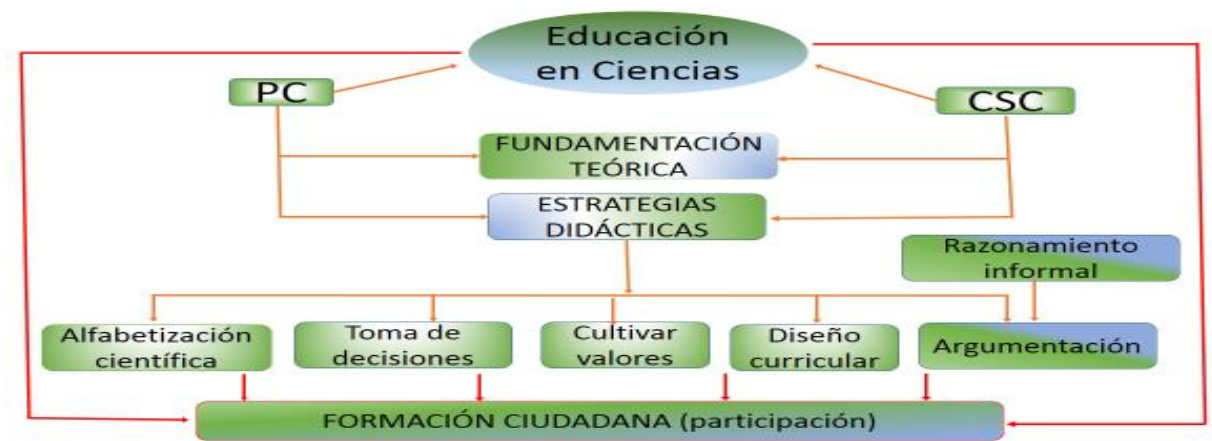 Educación
en Ciencias
PC
CSC
FUNDAMENTACIÓN
TEÓRICA
ESTRATEGIAS
DIDÁCTICAS
Razonamiento
informal
Alfabetización
científica
Toma de
decisiones
Cultivar
valores
Diseño
curricular
Argumentación
FORMACIÓN CIUDADANA (participación)